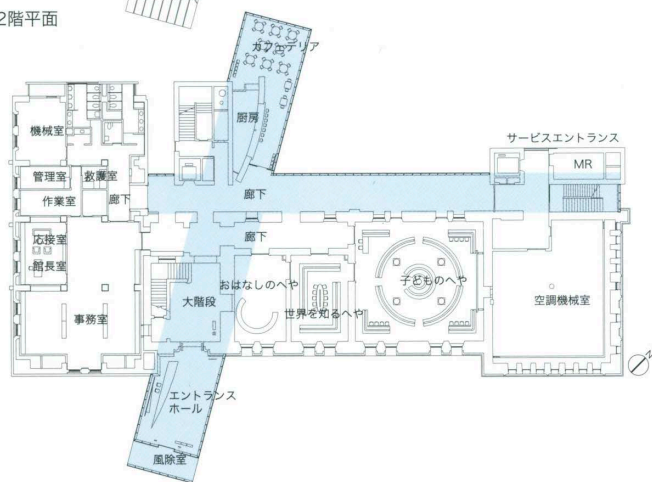 2階平面
カフェテリア
厨房
サービスエントランス
MR
機械室
管理室
救護室
作業室
廊下
廊下
廊下
応接室
館長室
事務室
大階段
おはなしのへや
世界を知るへや
子どものへや
空調機械室
エントランス
ホール
風除室
N